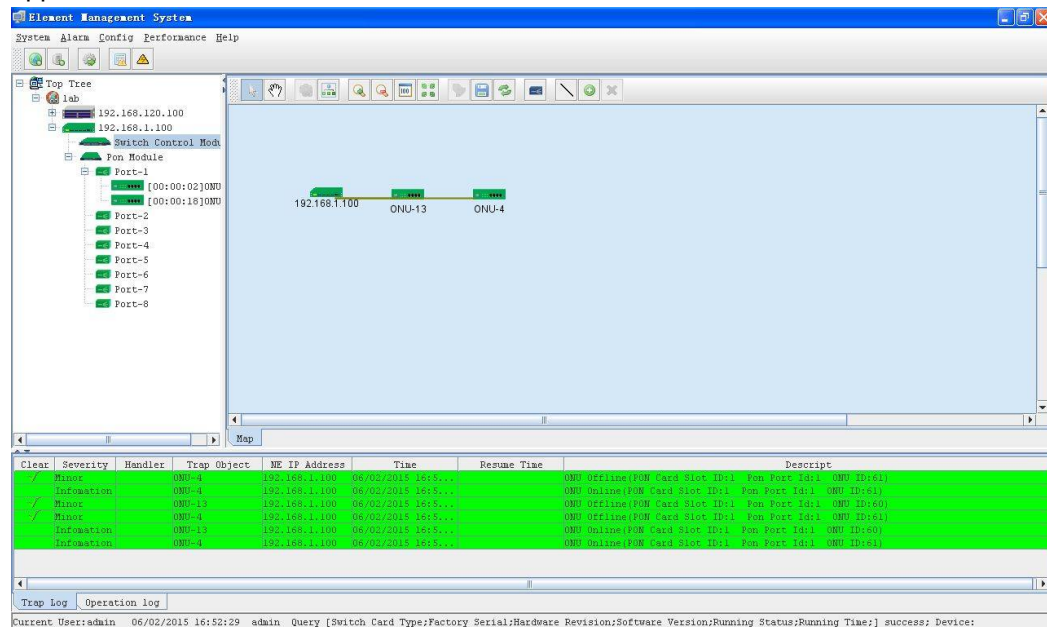 Element Management System
System Alarm Config Performance Help
Top Tree
lab
192.168.120.100
192.168.1.100
Switch Control Modu
Pon Module
Port-1
[00:00:02]ONU
[00:00:18]ONU
Port-2
Port-3
Port-4
Port-5
Port-6
Port-7
Port-8
100
192.168.1.100 ONU-13 ONU-4
Map
Clear Severity Handler Trap Object NE IP Address Time Resume Time Descript
Minor ONU-4 192.168.1.100 06/02/2015 16:5... ONU Offline(PON Card Slot ID:1 Pon Port Id:1 ONU ID:61)
Infomation ONU-4 192.168.1.100 06/02/2015 16:5... ONU Online(PON Card Slot ID:1 Pon Port Id:1 ONU ID:61)
Minor ONU-13 192.168.1.100 06/02/2015 16:5... ONU Offline(PON Card Slot ID:1 Pon Port Id:1 ONU ID:60)
Minor ONU-4 192.168.1.100 06/02/2015 16:5... ONU Offline(PON Card Slot ID:1 Pon Port Id:1 ONU ID:61)
Infomation ONU-13 192.168.1.100 06/02/2015 16:5... ONU Online(PON Card Slot ID:1 Pon Port Id:1 ONU ID:60)
Infomation ONU-4 192.168.1.100 06/02/2015 16:5... ONU Online(PON Card Slot ID:1 Pon Port Id:1 ONU ID:61)
Trap Log Operation log
Current User:admin 06/02/2015 16:52:29 admin Query [Switch Card Type;Factory Serial;Hardware Revision;Software Version;Running Status;Running Time;] success; Device: